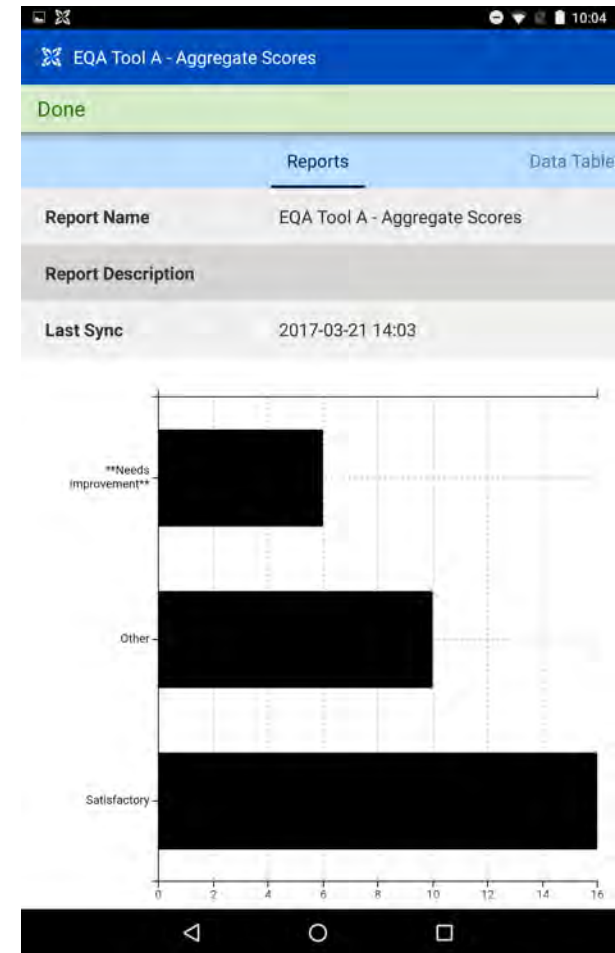 10:04
EQA Tool A - Aggregate Scores
Done
Reports Data Table
Report Name EQA Tool A - Aggregate Scores
Report Description
Last Sync 2017-03-21 14:03
**Needs
improvement**
Other
Satisfactory
0 2 4 6 8 10 12 14 16